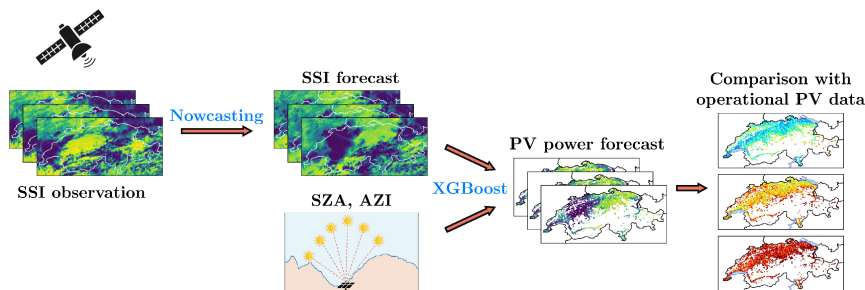 SSI observation
Nowcasting
SSI forecast
SZA, AZI
XGBoost
PV power forecast
Comparison with
operational PV data